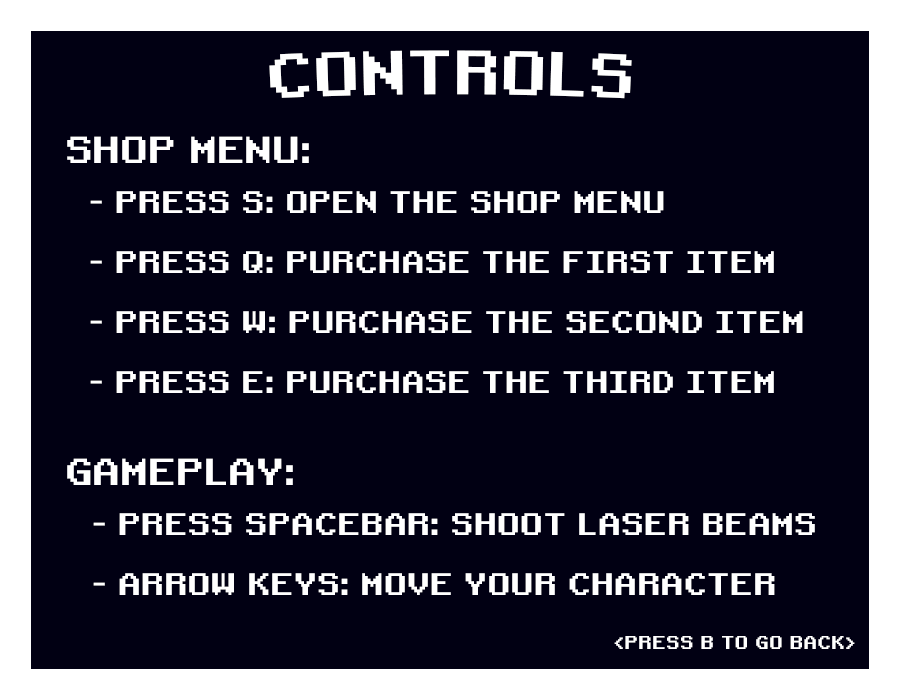 CONTROLS
SHOP MENU:
- PRESS S: OPEN THE SHOP MENU
- PRESS Q: PURCHASE THE FIRST ITEM
- PRESS W: PURCHASE THE SECOND ITEM
- PRESS E: PURCHASE THE THIRD ITEM
GAMEPLAY:
- PRESS SPACEBAR: SHOOT LASER BEAMS
- ARROW KEYS: MOVE YOUR CHARACTER
<PRESS B TO GO BACK>